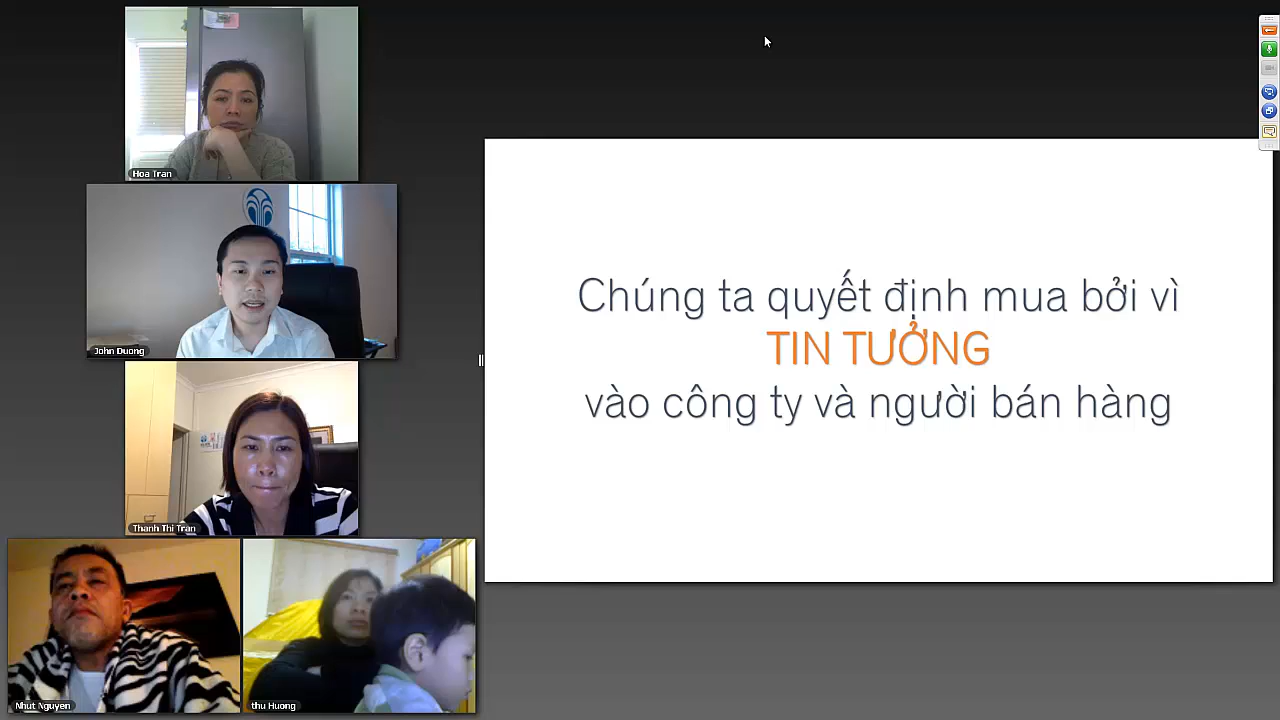 Hoa Tran
John Duong
Thanh Thi Tran
Nhut Nguyen
thu Huong
Chúng ta quyết định mua bởi vì
TIN TƯỞNG
vào công ty và người bán hàng